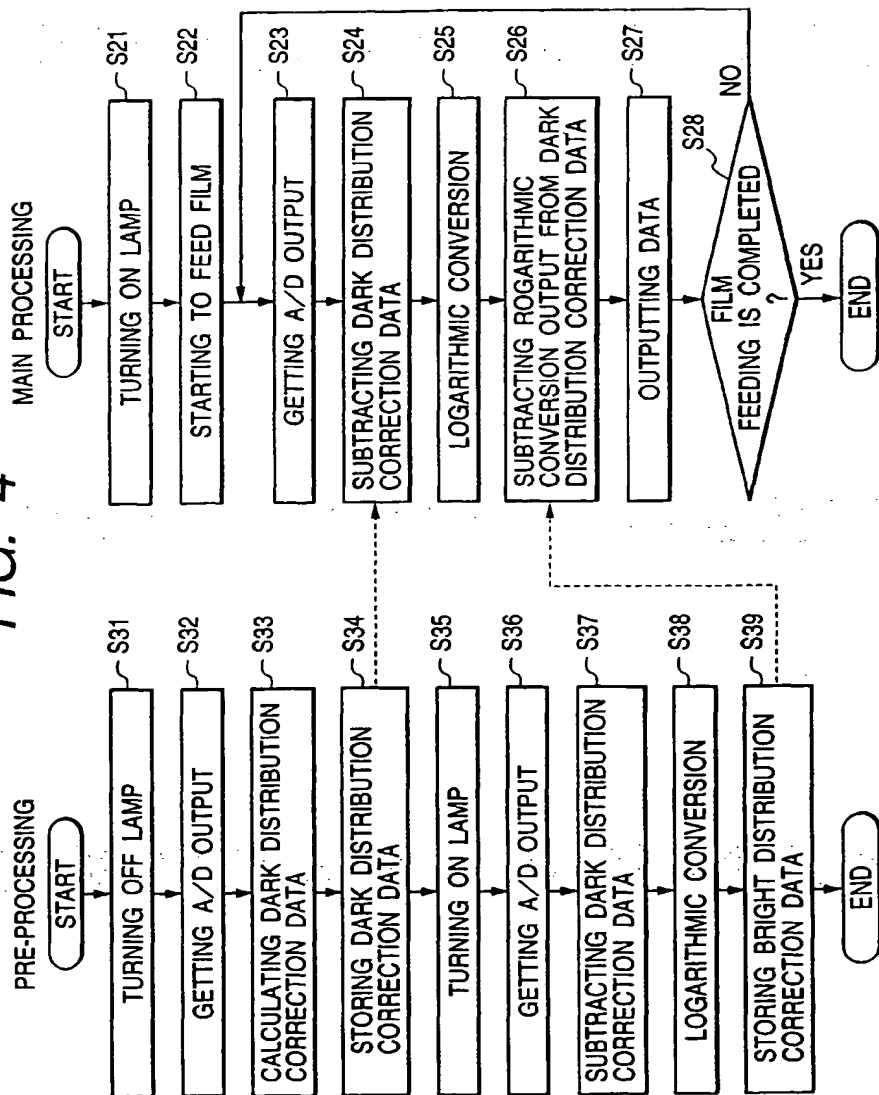 FIG. 4
PRE-PROCESSING
START
TURNING OFF LAMP
S31
GETTING A/D OUTPUT
S32
CALCULATING DARK DISTRIBUTION
CORRECTION DATA
S33
STORING DARK DISTRIBUTION
CORRECTION DATA
S34
TURNING ON LAMP
S35
GETTING A/D OUTPUT
S36
SUBTRACTING DARK DISTRIBUTION
CORRECTION DATA
S37
LOGARITHMIC CONVERSION
S38
STORING BRIGHT DISTRIBUTION
CORRECTION DATA
S39
END
MAIN PROCESSING
START
TURNING ON LAMP
S21
STARTING TO FEED FILM
S22
GETTING A/D OUTPUT
S23
SUBTRACTING DARK DISTRIBUTION
CORRECTION DATA
S24
LOGARITHMIC CONVERSION
S25
SUBTRACTING ROGARITHMIC
CONVERSION OUTPUT FROM DARK
DISTRIBUTION CORRECTION DATA
S26
OUTPUTTING DATA
S27
FILM
FEEDING IS COMPLETED
?
S28
NO
YES
END